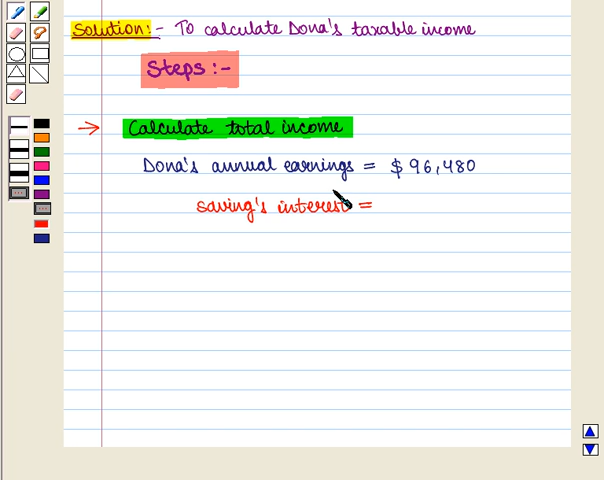 Solution:- To calculate Dona's taxable income
Steps :-
→ Calculate total income
Dona's annual earnings = $96,480
saving's interest =